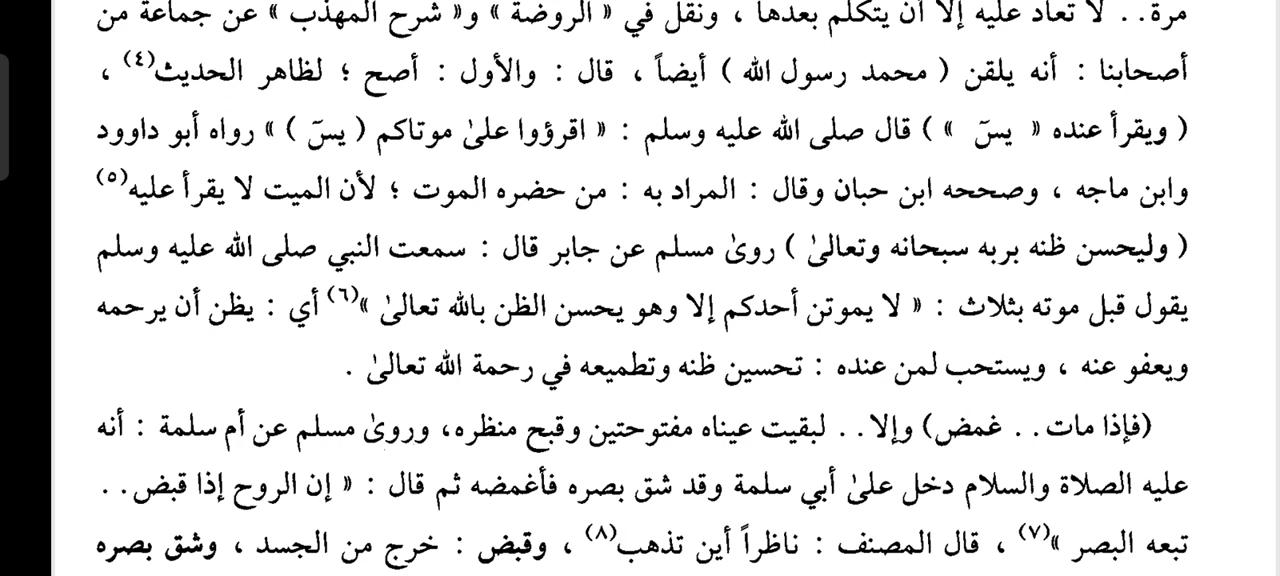 مرة . . لا تعاد عليه إلا أن يتكلم بعدها ، ونقل في « الروضة » و« شرح المهذب » عن جماعة من
أصحابنا : أنه يلقن ( محمد رسول الله ) أيضاً ، قال : والأول : أصح ؛ لظاهر الحديث(٤) ،
( ويقرأ عنده « يسٓ » ) قال صلى الله عليه وسلم : « اقرؤوا علىٰ موتاكم ( يسٓ ) » رواه أبو داوود
وابن ماجه ، وصححه ابن حبان وقال : المراد به : من حضره الموت ؛ لأن الميت لا يقرأ عليه(٥)
( وليحسن ظنه بربه سبحانه وتعالىٰ ) روىٰ مسلم عن جابر قال : سمعت النبي صلى الله عليه وسلم
يقول قبل موته بثلاث : « لا يموتن أحدكم إلا وهو يحسن الظن بالله تعالىٰ »(٦) أي : يظن أن يرحمه
ويعفو عنه ، ويستحب لمن عنده : تحسين ظنه وتطميعه في رحمة الله تعالىٰ .
(فإذا مات . . غمض) وإلا . . لبقيت عيناه مفتوحتين وقبح منظره، وروىٰ مسلم عن أم سلمة : أنه
عليه الصلاة والسلام دخل علىٰ أبي سلمة وقد شق بصره فأغمضه ثم قال : « إن الروح إذا قبض . .
تبعه البصر »(٧) ، قال المصنف : ناظراً أين تذهب(٨) ، وقبض : خرج من الجسد ، وشق بصره